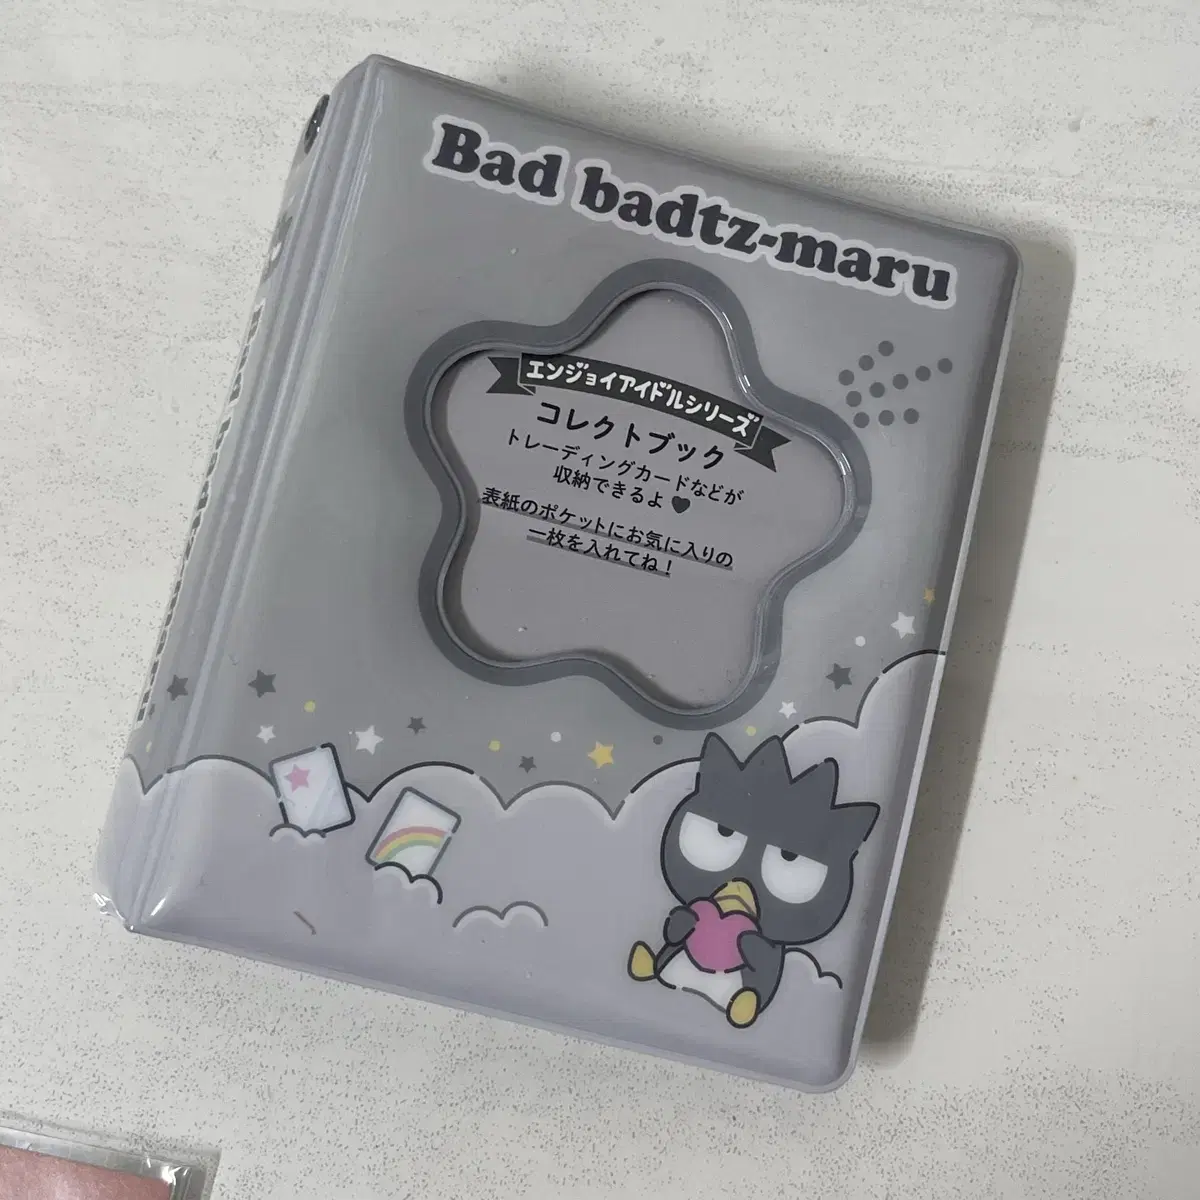 Bad badtz-maru
エンジョイアイドルシリーズ
コレクトブック
トレーディングカードなどが
収納できるよ♥
表紙のポケットにお気に入りの
一枚を入れてね！